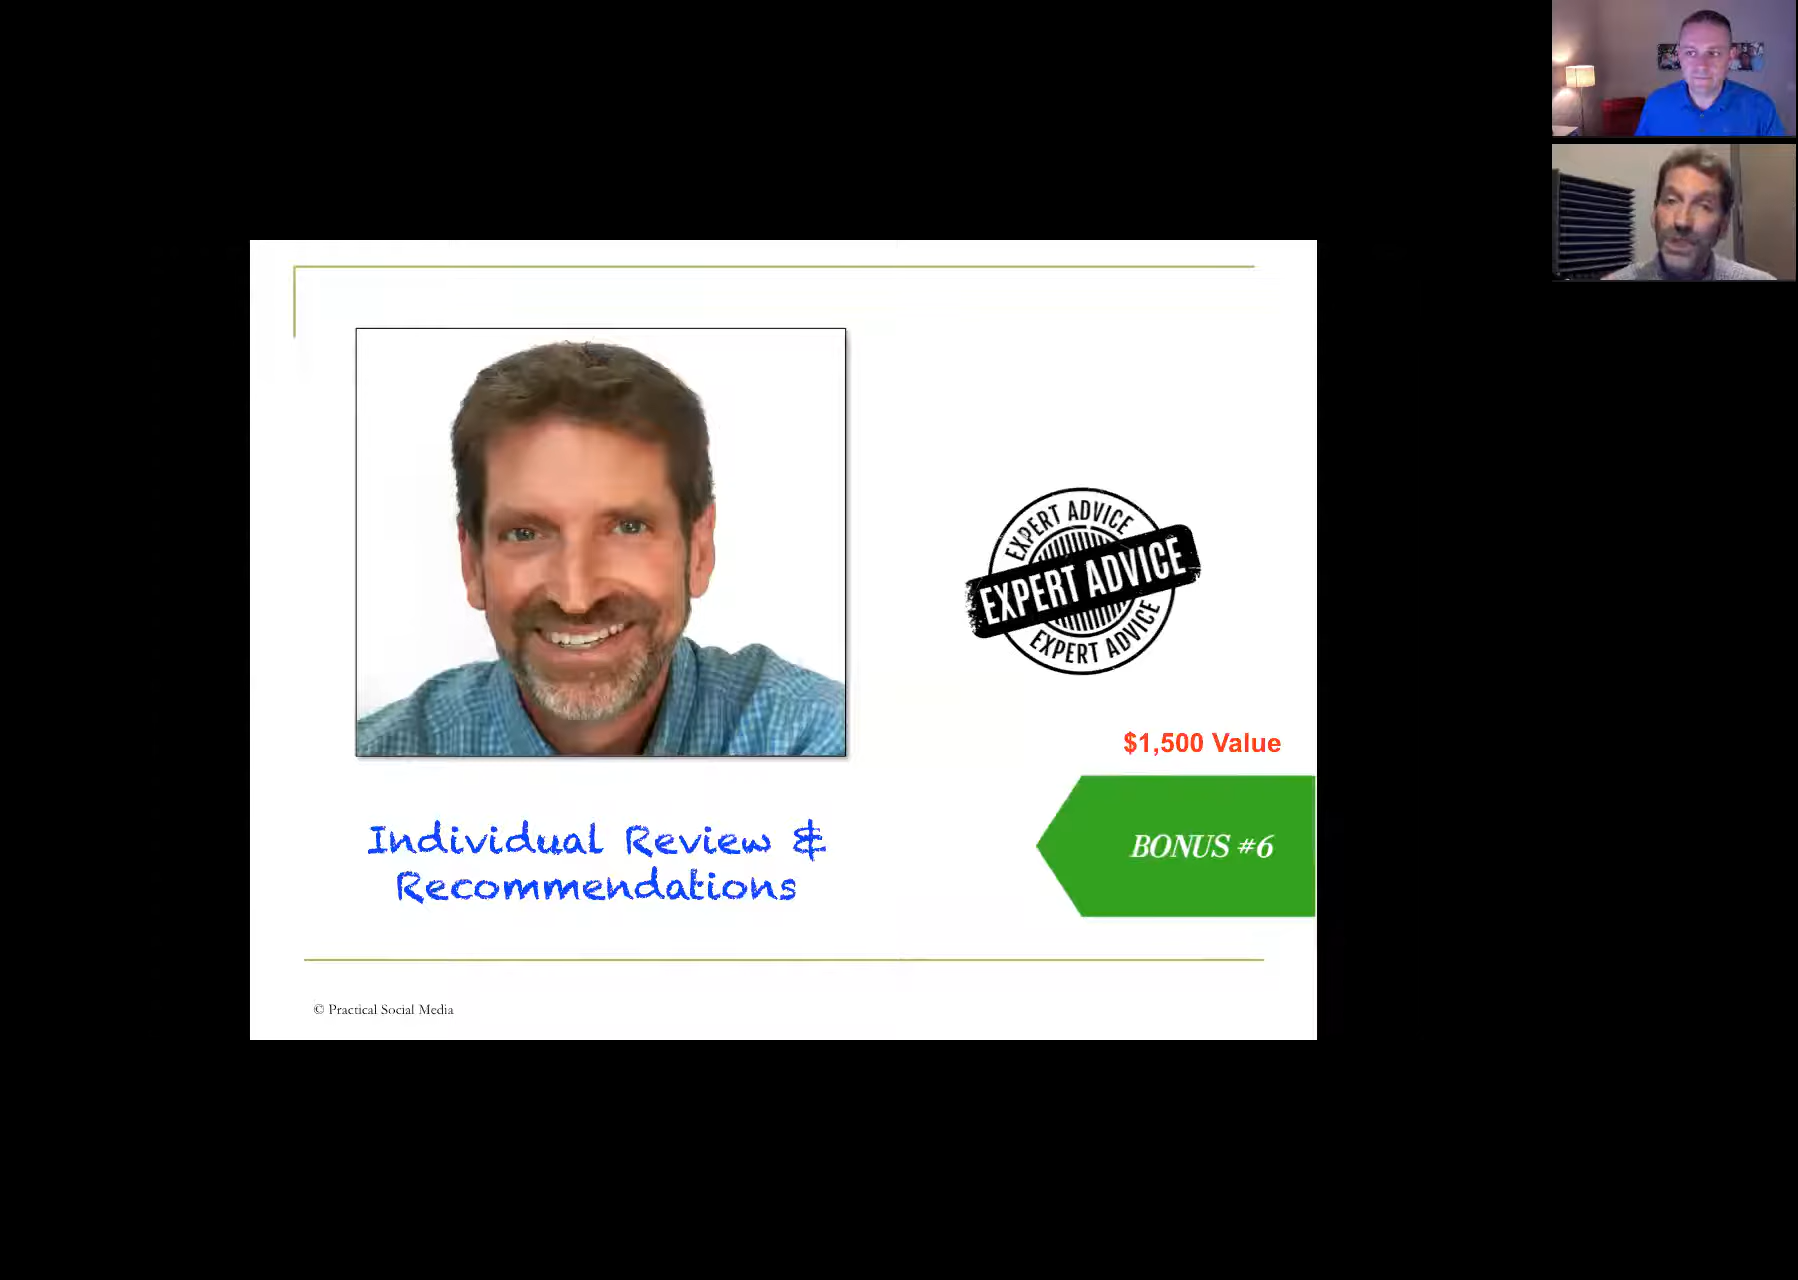 EXPERT ADVICE
EXPERT ADVICE
EXPERT ADVICE
$1,500 Value
Individual Review &
Recommendations
BONUS #6
© Practical Social Media